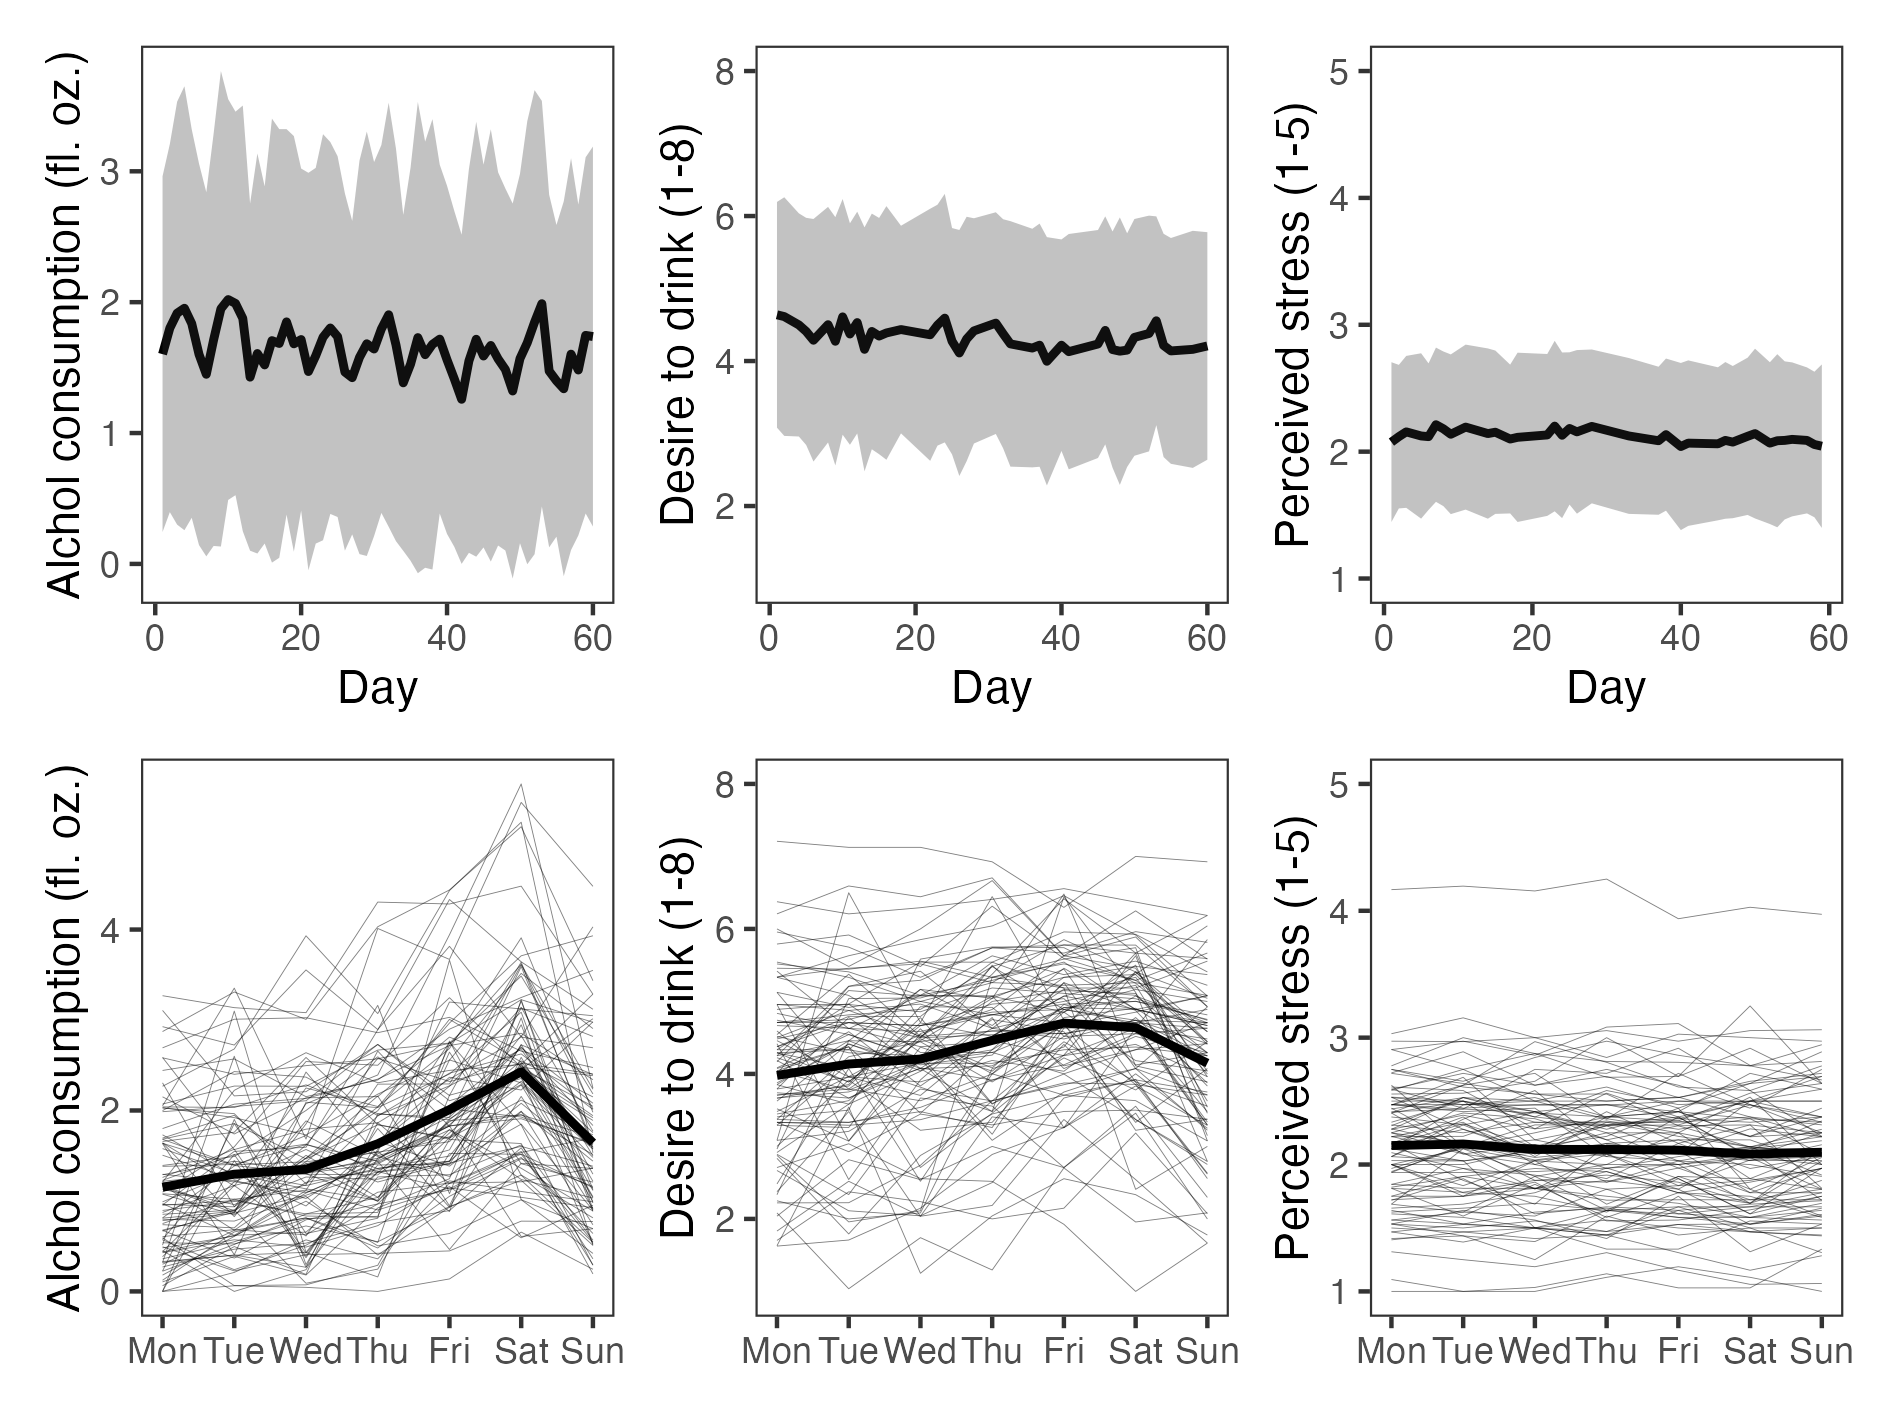 Alchol consumption (fl. oz.)
3
2
1
0
0 20 40 60
Day
Desire to drink (1-8)
8
6
4
2
0 20 40 60
Day
Perceived stress (1-5)
5
4
3
2
1
0 20 40 60
Day
Alchol consumption (fl. oz.)
4
2
0
Mon Tue Wed Thu Fri Sat Sun
Desire to drink (1-8)
8
6
4
2
Mon Tue Wed Thu Fri Sat Sun
Perceived stress (1-5)
5
4
3
2
1
Mon Tue Wed Thu Fri Sat Sun